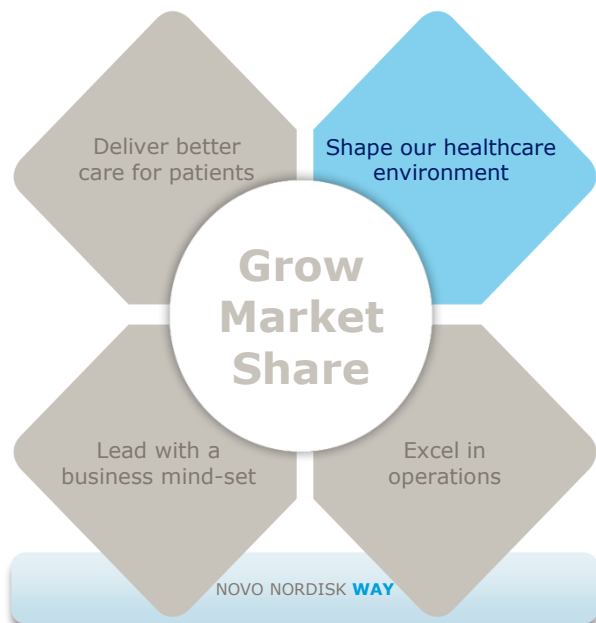 Deliver better
care for patients
Shape our healthcare
environment
Grow
Market
Share
Lead with a
business mind-set
Excel in
operations
NOVO NORDISK WAY